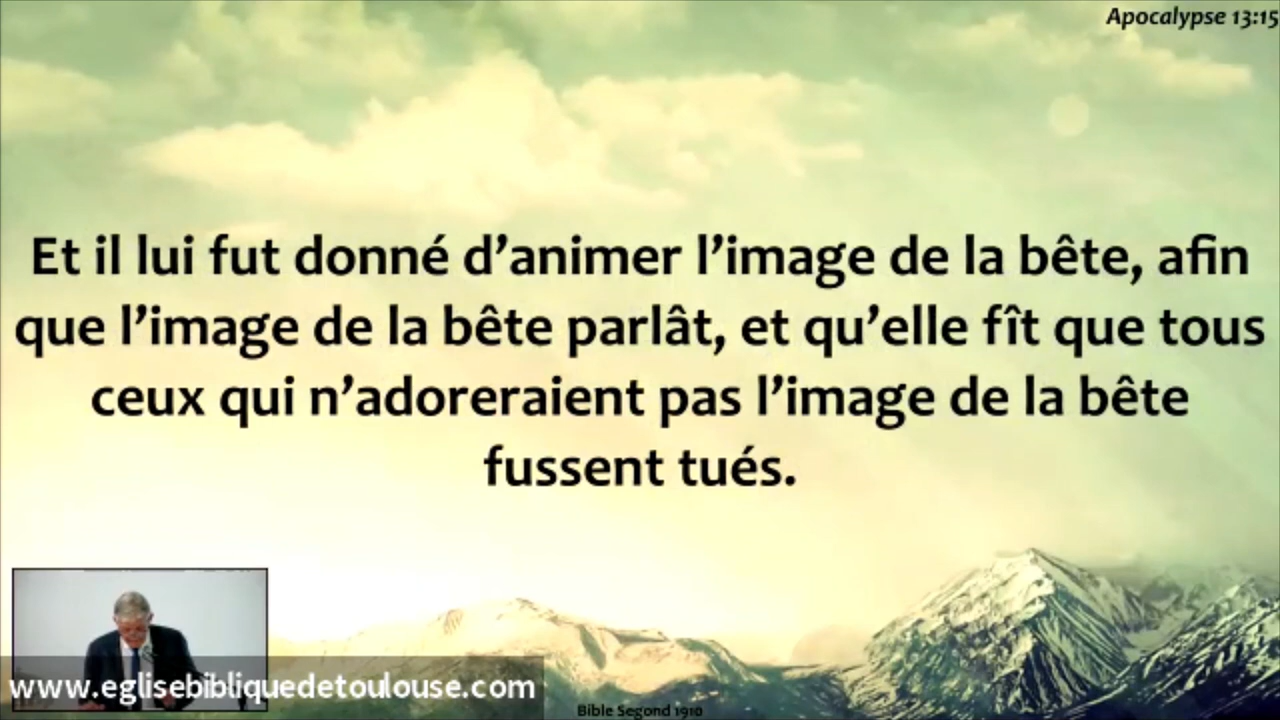 Apocalypse 13:15
Et il lui fut donné d’animer l’image de la bête, afin
que l’image de la bête parlât, et qu’elle fît que tous
ceux qui n’adoreraient pas l’image de la bête
fussent tués.
www.eglisebibliquedetoulouse.com
Bible Segond 1910